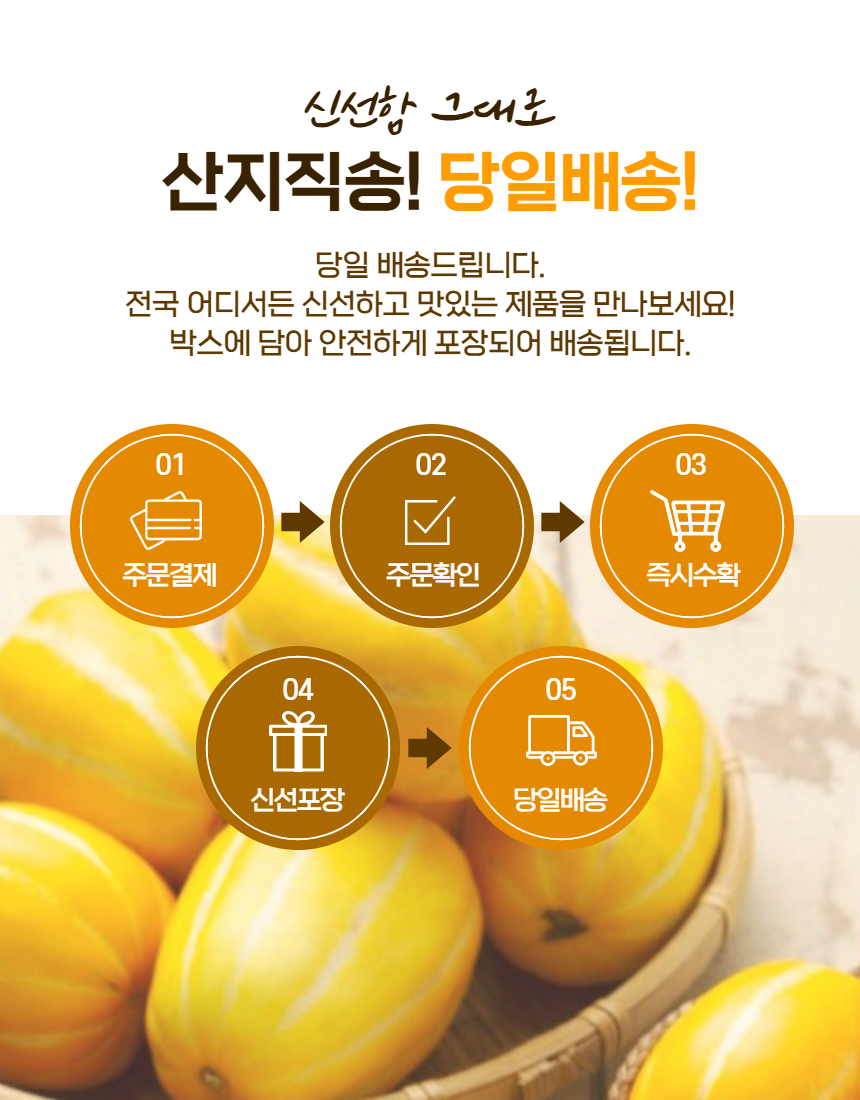 신선함 그대로
산지직송! 당일배송!
당일 배송드립니다.
전국 어디서든 신선하고 맛있는 제품을 만나보세요!
박스에 담아 안전하게 포장되어 배송됩니다.
01
주문결제
02
주문확인
03
즉시수확
04
신선포장
05
당일배송